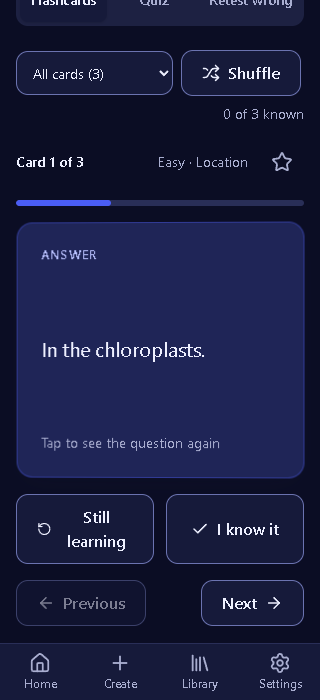 Flashcards Quiz Retest wrong
All cards (3) Shuffle
0 of 3 known
Card 1 of 3 Easy · Location
ANSWER
In the chloroplasts.
Tap to see the question again
Still
learning
I know it
Previous Next
Home Create Library Settings